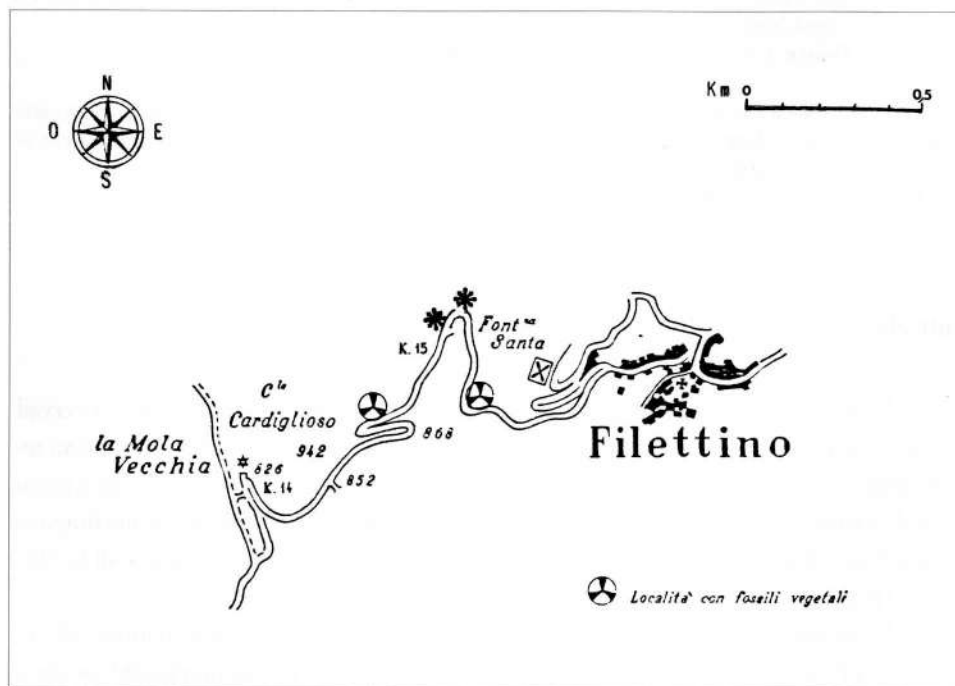 N
O E
S
Km 0 0,5
Font.na
Santa
K. 15
C.le
Cardiglioso
la Mola
Vecchia
942
868
826
K. 14
852
Filettino
Località con fossili vegetali